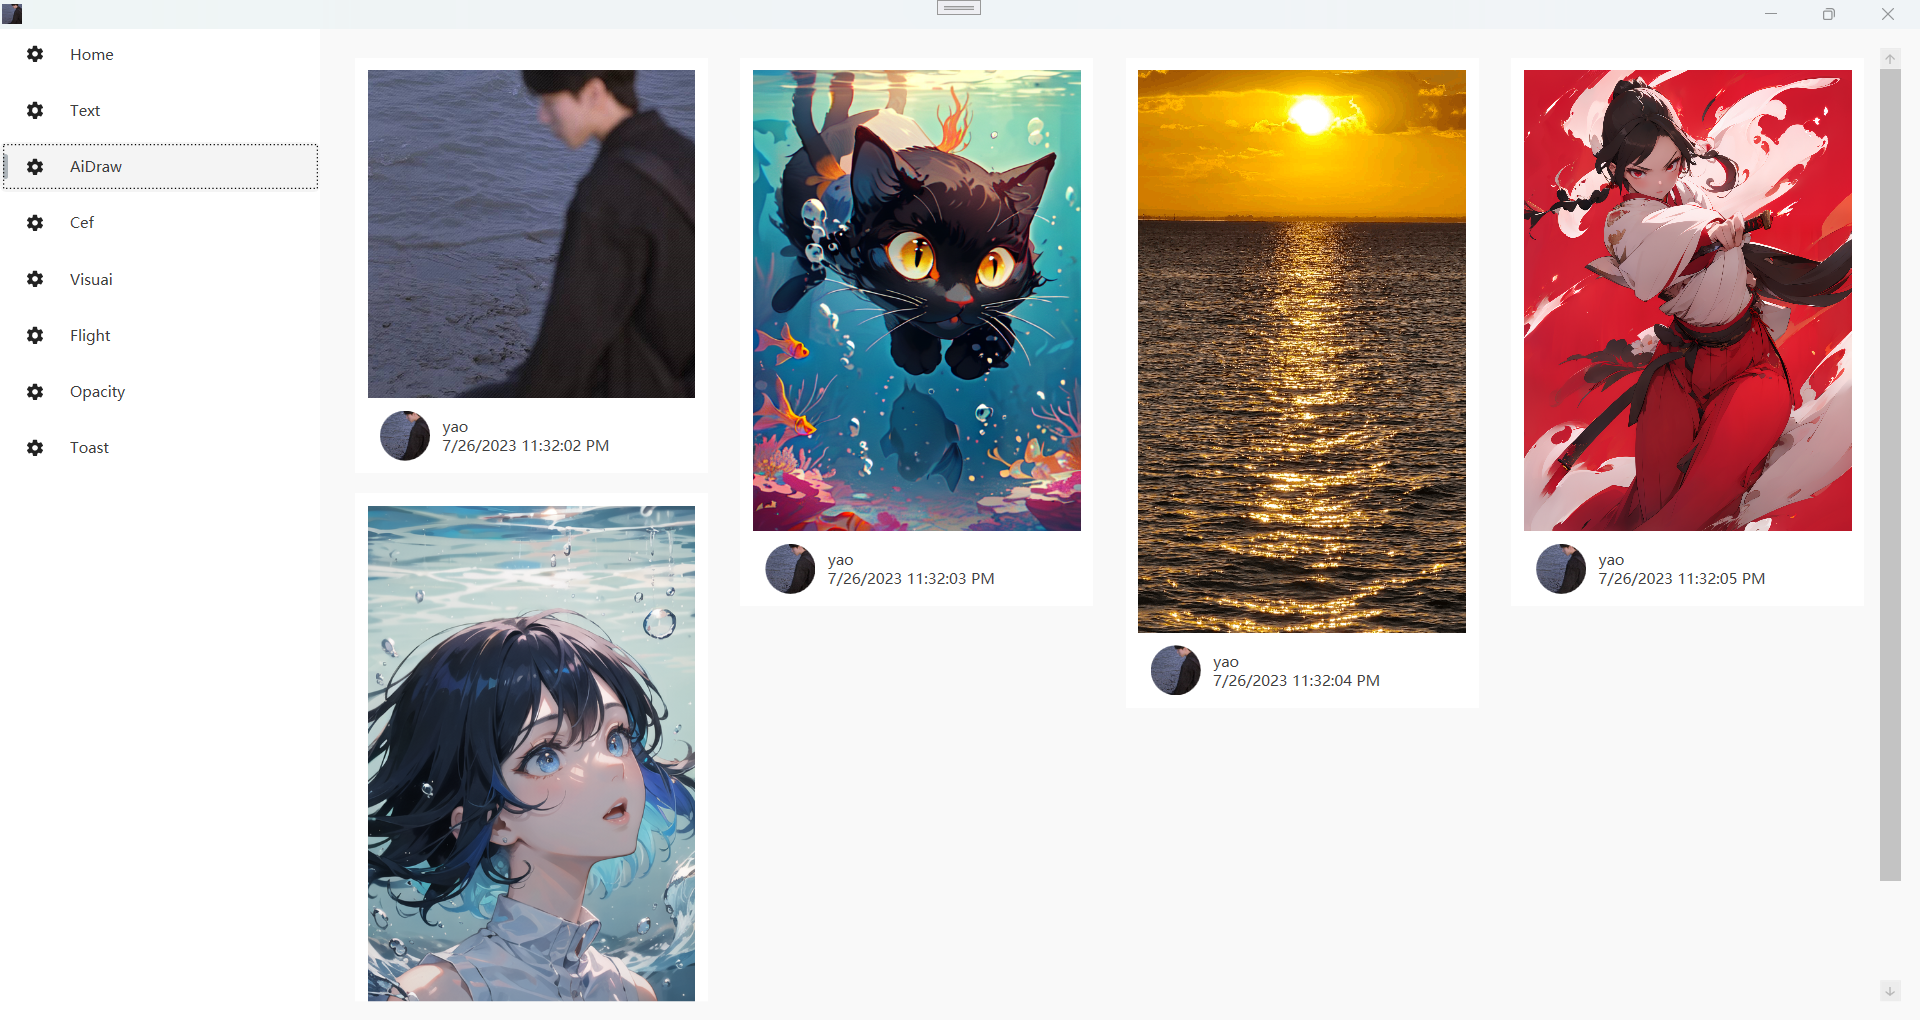 Home
Text
AiDraw
Cef
Visuai
Flight
Opacity
Toast
yao
7/26/2023 11:32:02 PM
yao
7/26/2023 11:32:03 PM
yao
7/26/2023 11:32:04 PM
yao
7/26/2023 11:32:05 PM